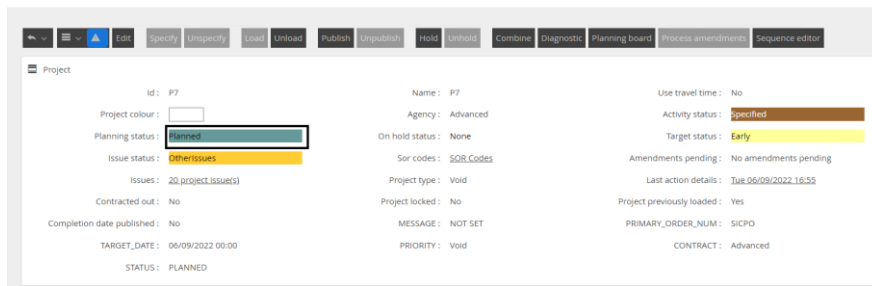 Edit Specify Unspecify Load Unload Publish Unpublish Hold Unhold Combine Diagnostic Planning board Process amendments Sequence editor
Project
Id : P7 Name : P7 Use travel time : No
Project colour : Agency : Advanced Activity status : Specified
Planning status : Planned On hold status : None Target status : Early
Issue status : OtherIssues Sor codes : SOR Codes Amendments pending : No amendments pending
Issues : 20 project issue(s) Project type : Void Last action details : Tue 06/09/2022 16:55
Contracted out : No Project locked : No Project previously loaded : Yes
Completion date published : No MESSAGE : NOT SET PRIMARY_ORDER_NUM : SICPO
TARGET_DATE : 06/09/2022 00:00 PRIORITY : Void CONTRACT : Advanced
STATUS : PLANNED